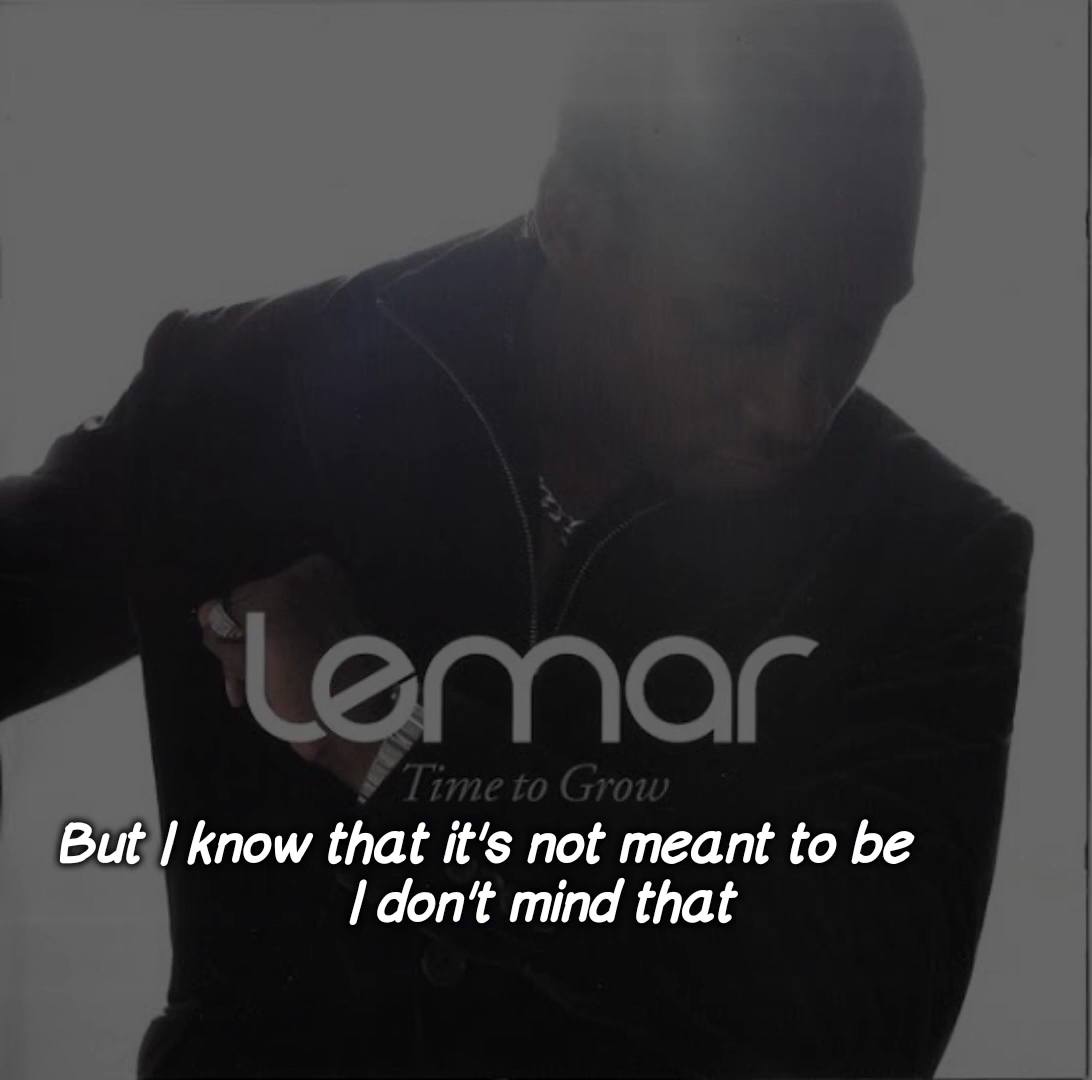 lemar
Time to Grow
But I know that it's not meant to be
I don't mind that